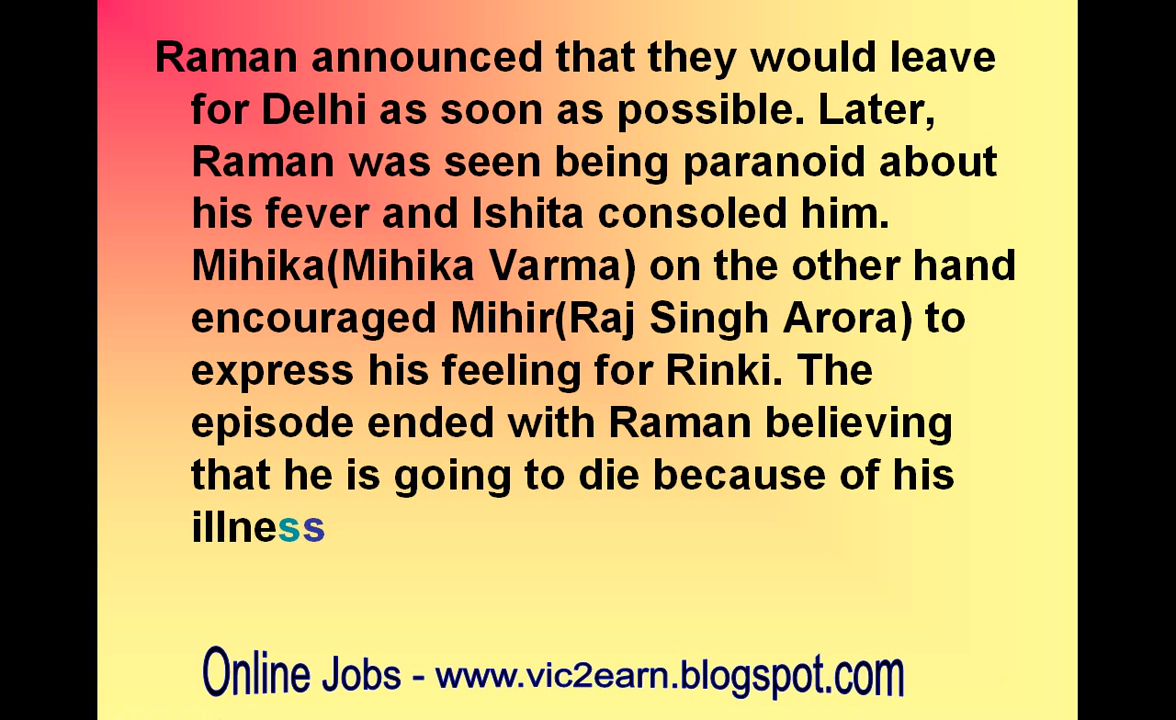 Raman announced that they would leave
for Delhi as soon as possible. Later,
Raman was seen being paranoid about
his fever and Ishita consoled him.
Mihika(Mihika Varma) on the other hand
encouraged Mihir(Raj Singh Arora) to
express his feeling for Rinki. The
episode ended with Raman believing
that he is going to die because of his
illness
Online Jobs - www.vic2earn.blogspot.com